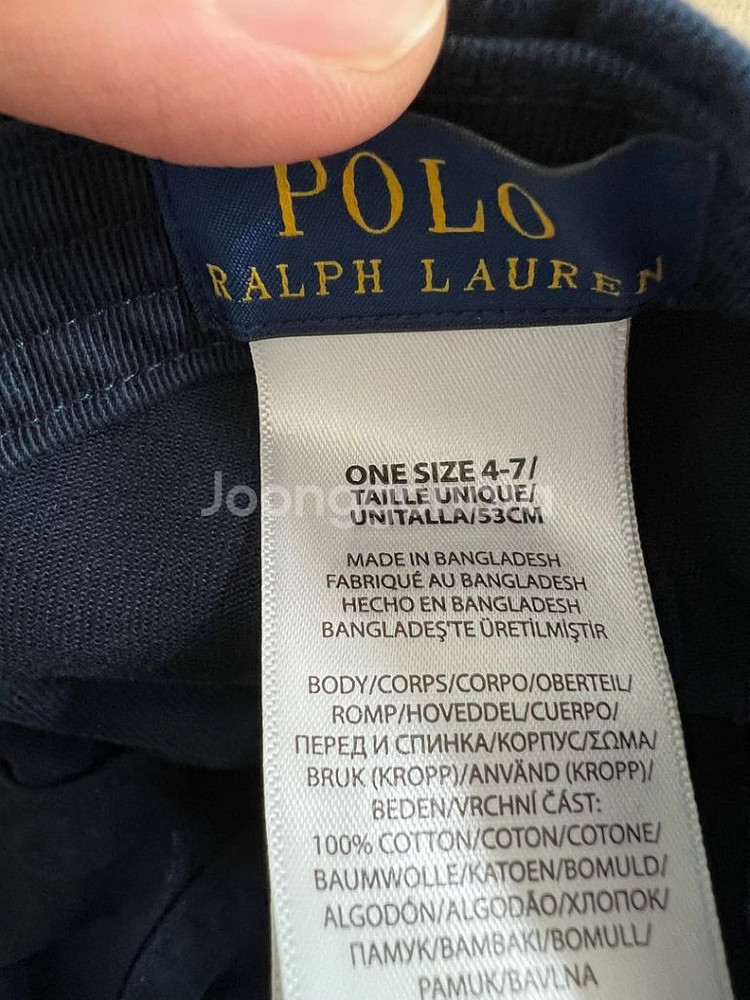 POLO
RALPH LAUREN
ONE SIZE 4-7/
TAILLE UNIQUE/
UNITALLA/53CM
MADE IN BANGLADESH
FABRIQUÉ AU BANGLADESH
HECHO EN BANGLADESH
BANGLADEŞ'TE ÜRETİLMİŞTİR
BODY/CORPS/CORPO/OBERTEIL/
ROMP/HOVEDDEL/CUERPO/
ПЕРЕД И СПИНКА/КОРПУС/ΣΩΜΑ/
BRUK (KROPP)/ANVÄND (KROPP)/
BEDEN/VRCHNÍ ČÁST:
100% COTTON/COTON/COTONE/
BAUMWOLLE/KATOEN/BOMULD/
ALGODÓN/ALGODÃO/ХЛОПОК/
ПАМУК/ΒΑΜΒΑΚΙ/BOMULL/
PAMUK/BAVLNA